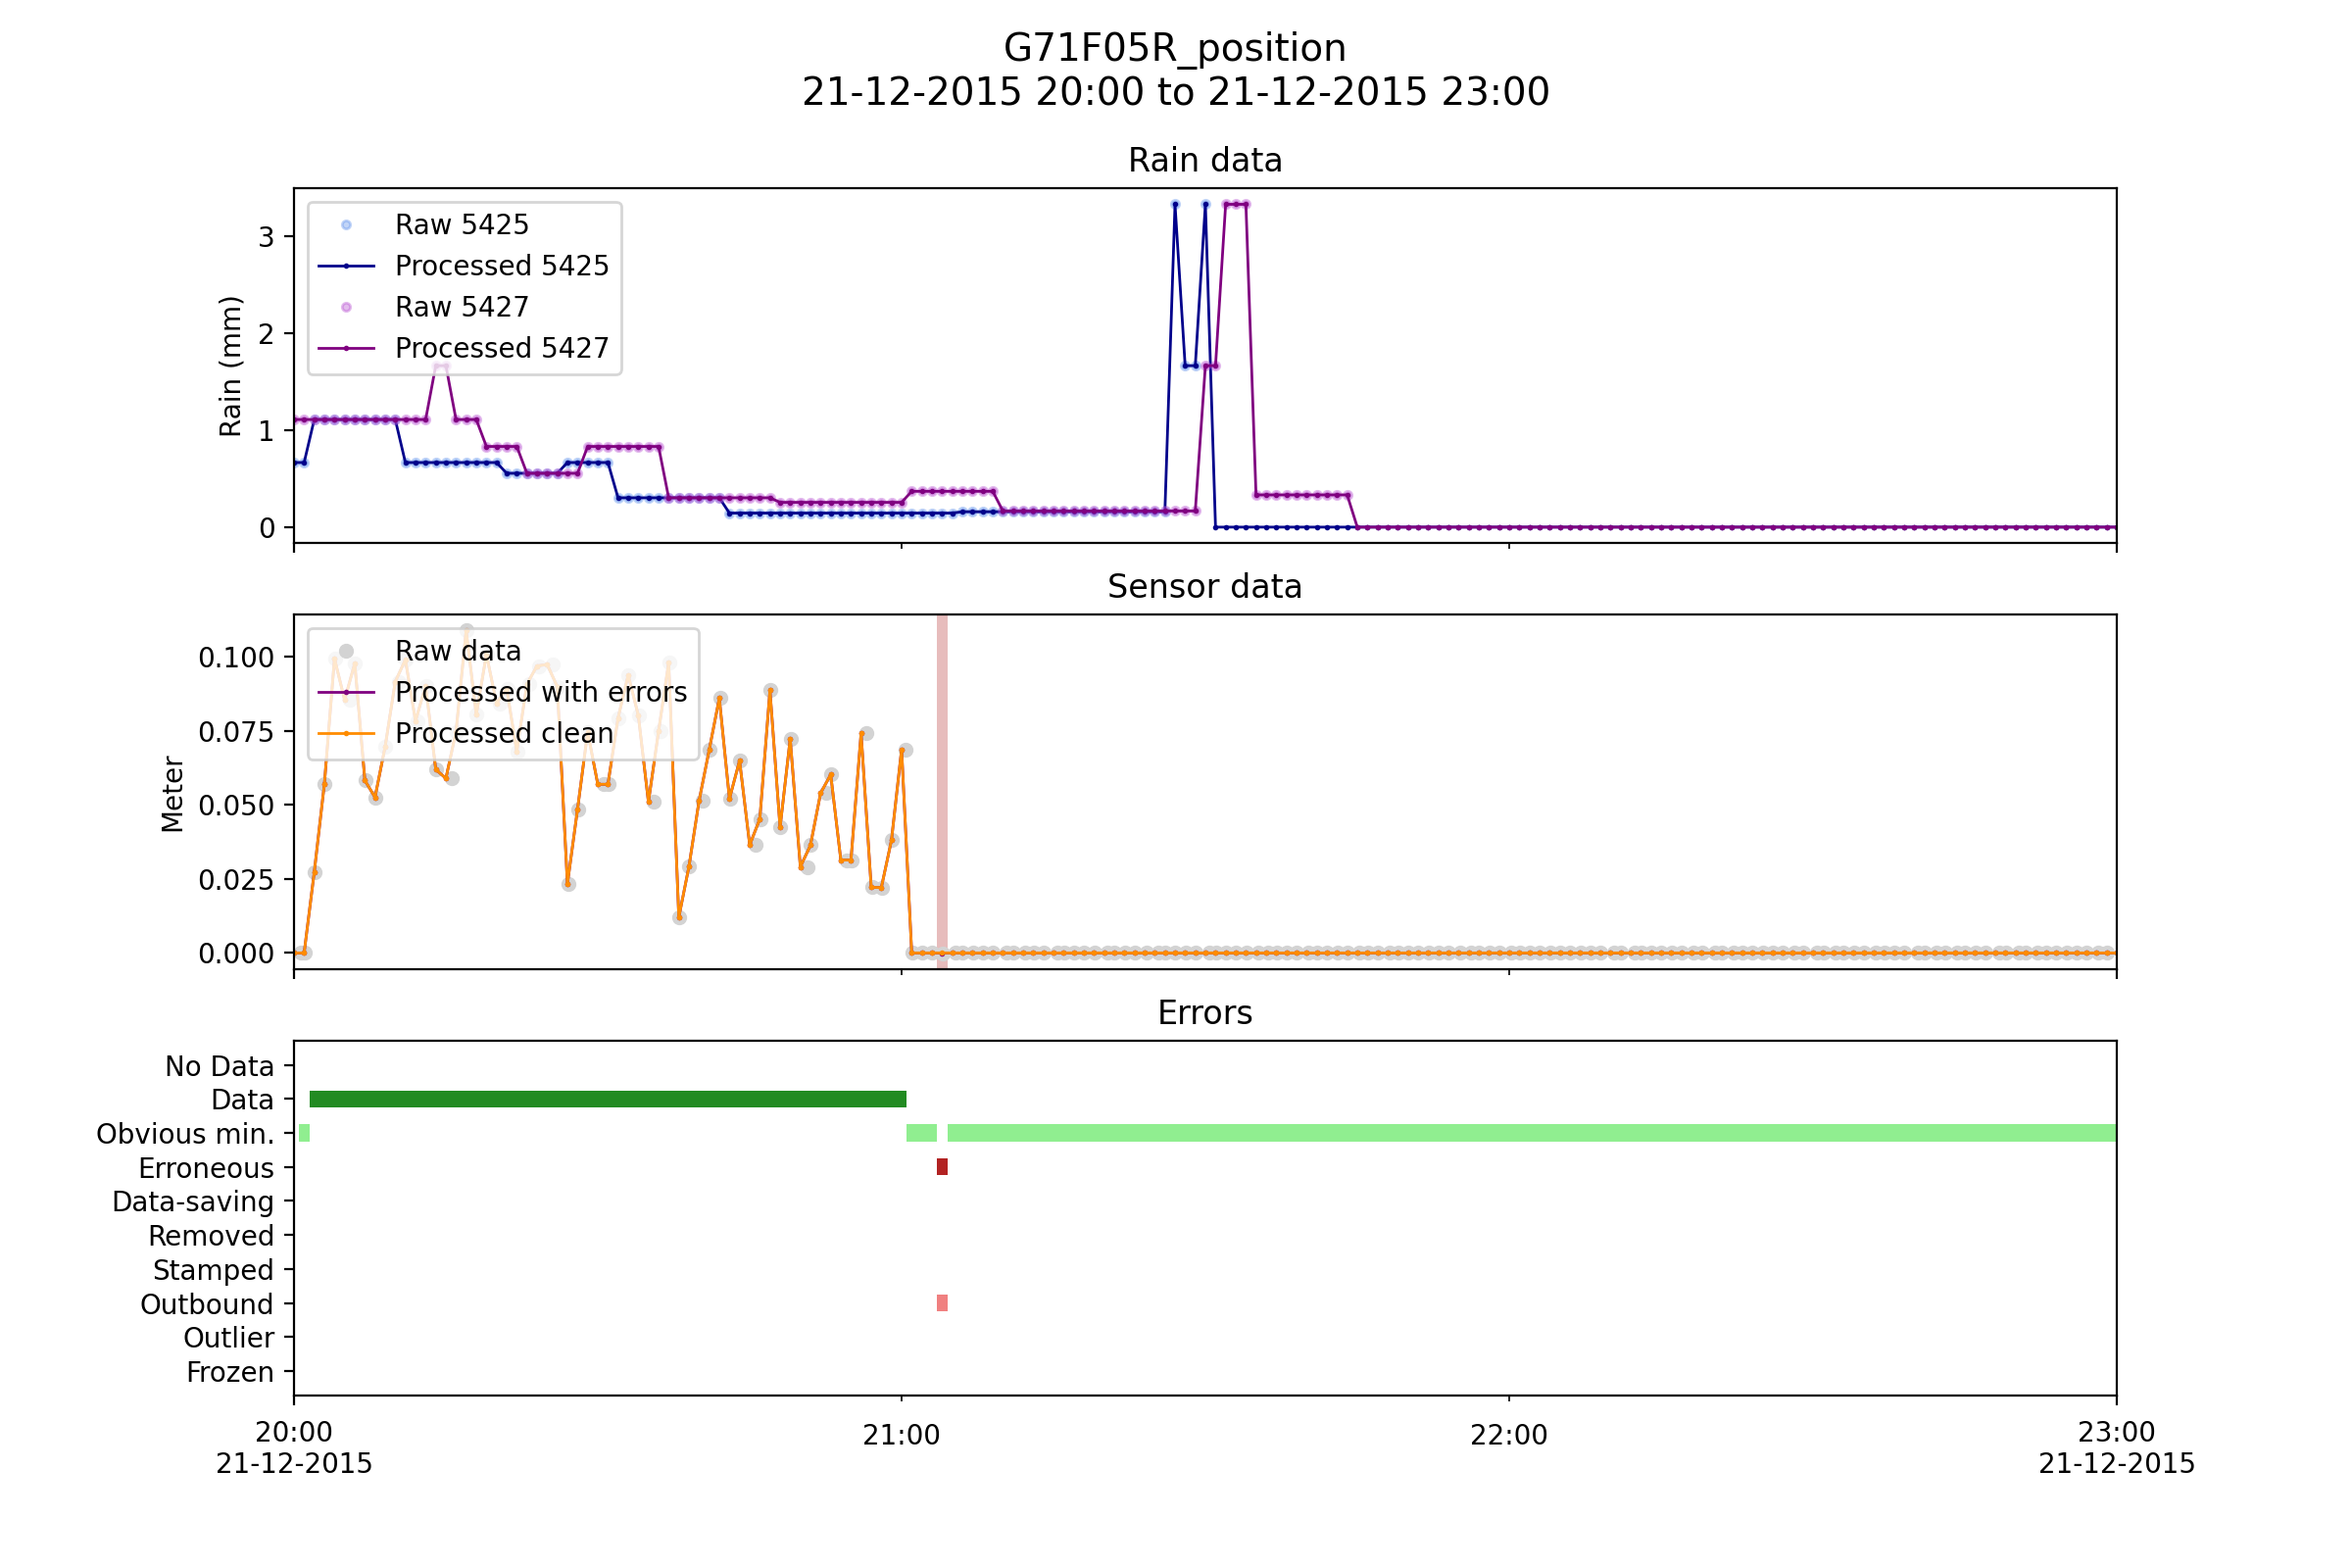 G71F05R_position
21-12-2015 20:00 to 21-12-2015 23:00
Rain data
Rain (mm)
3
2
1
0
Raw 5425
Processed 5425
Raw 5427
Processed 5427
Sensor data
Meter
0.100
0.075
0.050
0.025
0.000
Raw data
Processed with errors
Processed clean
Errors
No Data
Data
Obvious min.
Erroneous
Data-saving
Removed
Stamped
Outbound
Outlier
Frozen
20:00
21-12-2015
21:00
22:00
23:00
21-12-2015